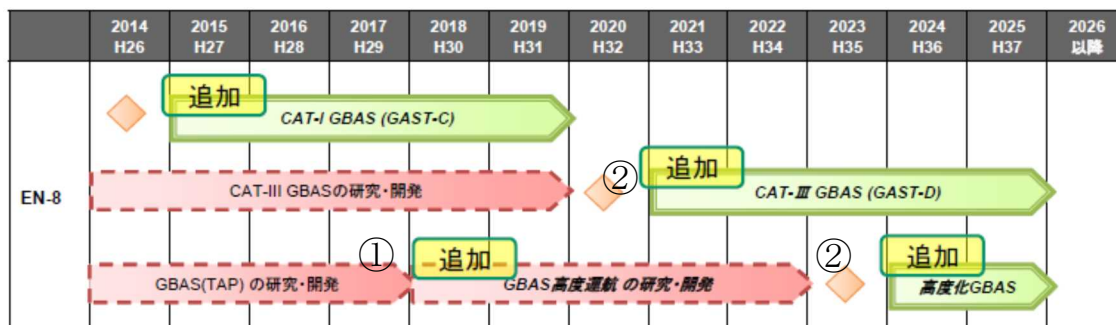 2014 2015 2016 2017 2018 2019 2020 2021 2022 2023 2024 2025 2026
H26 H27 H28 H29 H30 H31 H32 H33 H34 H35 H36 H37 以降
追加
CAT-I GBAS (GAST-C)
EN-8
CAT-III GBASの研究・開発
②
追加
CAT-Ⅲ GBAS (GAST-D)
GBAS(TAP) の研究・開発
①
追加
GBAS高度運航 の研究・開発
②
追加
高度化GBAS